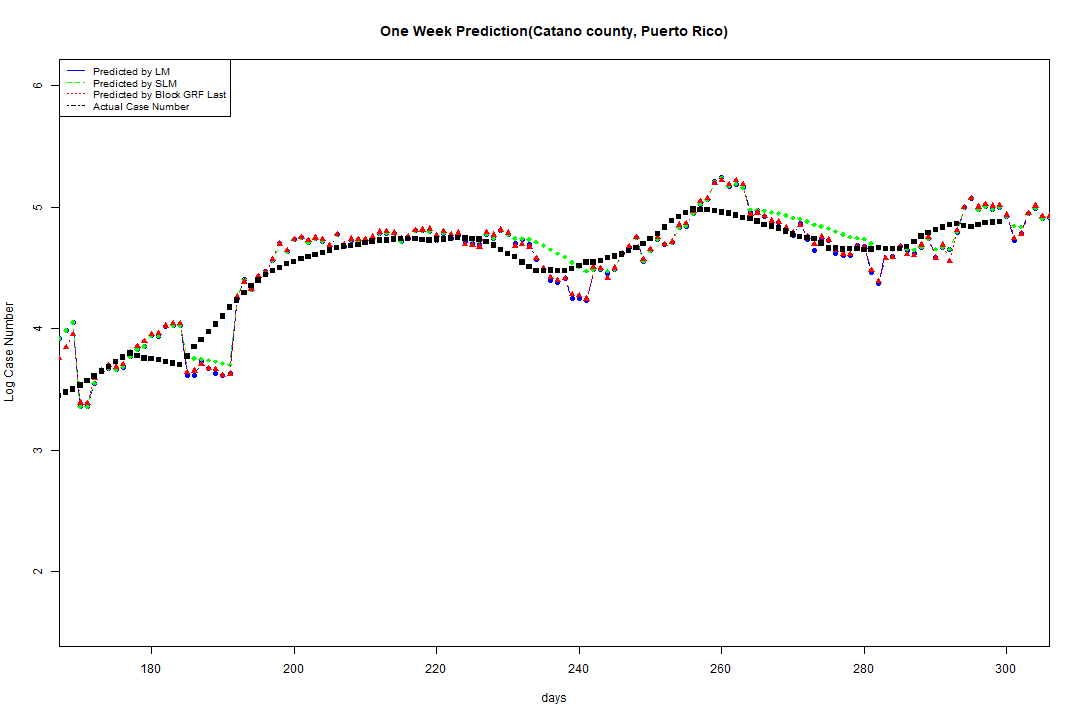 One Week Prediction(Catano county, Puerto Rico)
Predicted by LM
Predicted by SLM
Predicted by Block GRF Last
Actual Case Number
Log Case Number
6
5
4
3
2
180 200 220 240 260 280 300
days